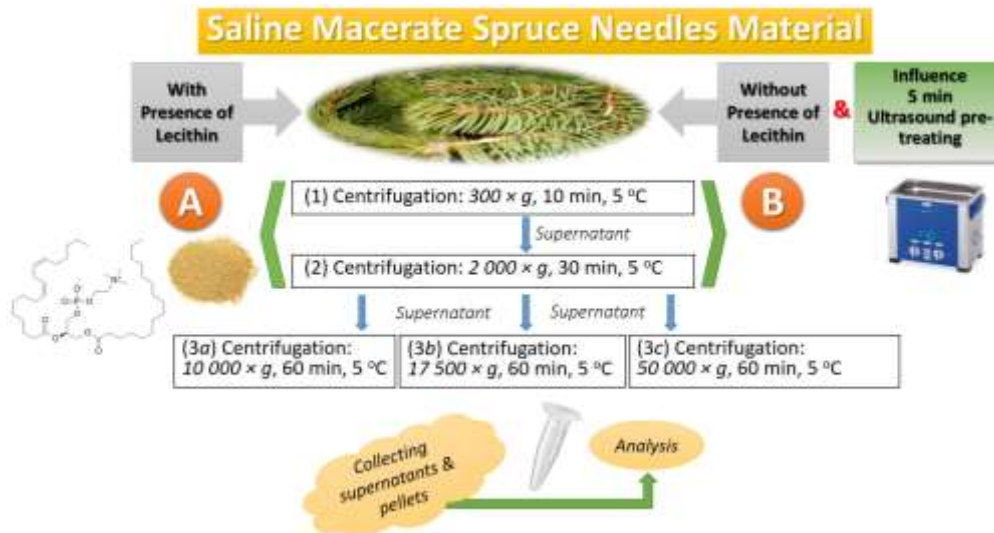 Saline Macerate Spruce Needles Material
With
Presence of
Lecithin
Without
Presence of
Lecithin
&
Influence
5 min
Ultrasound pre-
treating
A
B
(1) Centrifugation: 300 × g, 10 min, 5 °C
Supernatant
(2) Centrifugation: 2 000 × g, 30 min, 5 °C
Supernatant
Supernatant
(3a) Centrifugation:
10 000 × g, 60 min, 5 °C
(3b) Centrifugation:
17 500 × g, 60 min, 5 °C
(3c) Centrifugation:
50 000 × g, 60 min, 5 °C
Collecting
supernatants &
pellets
Analysis